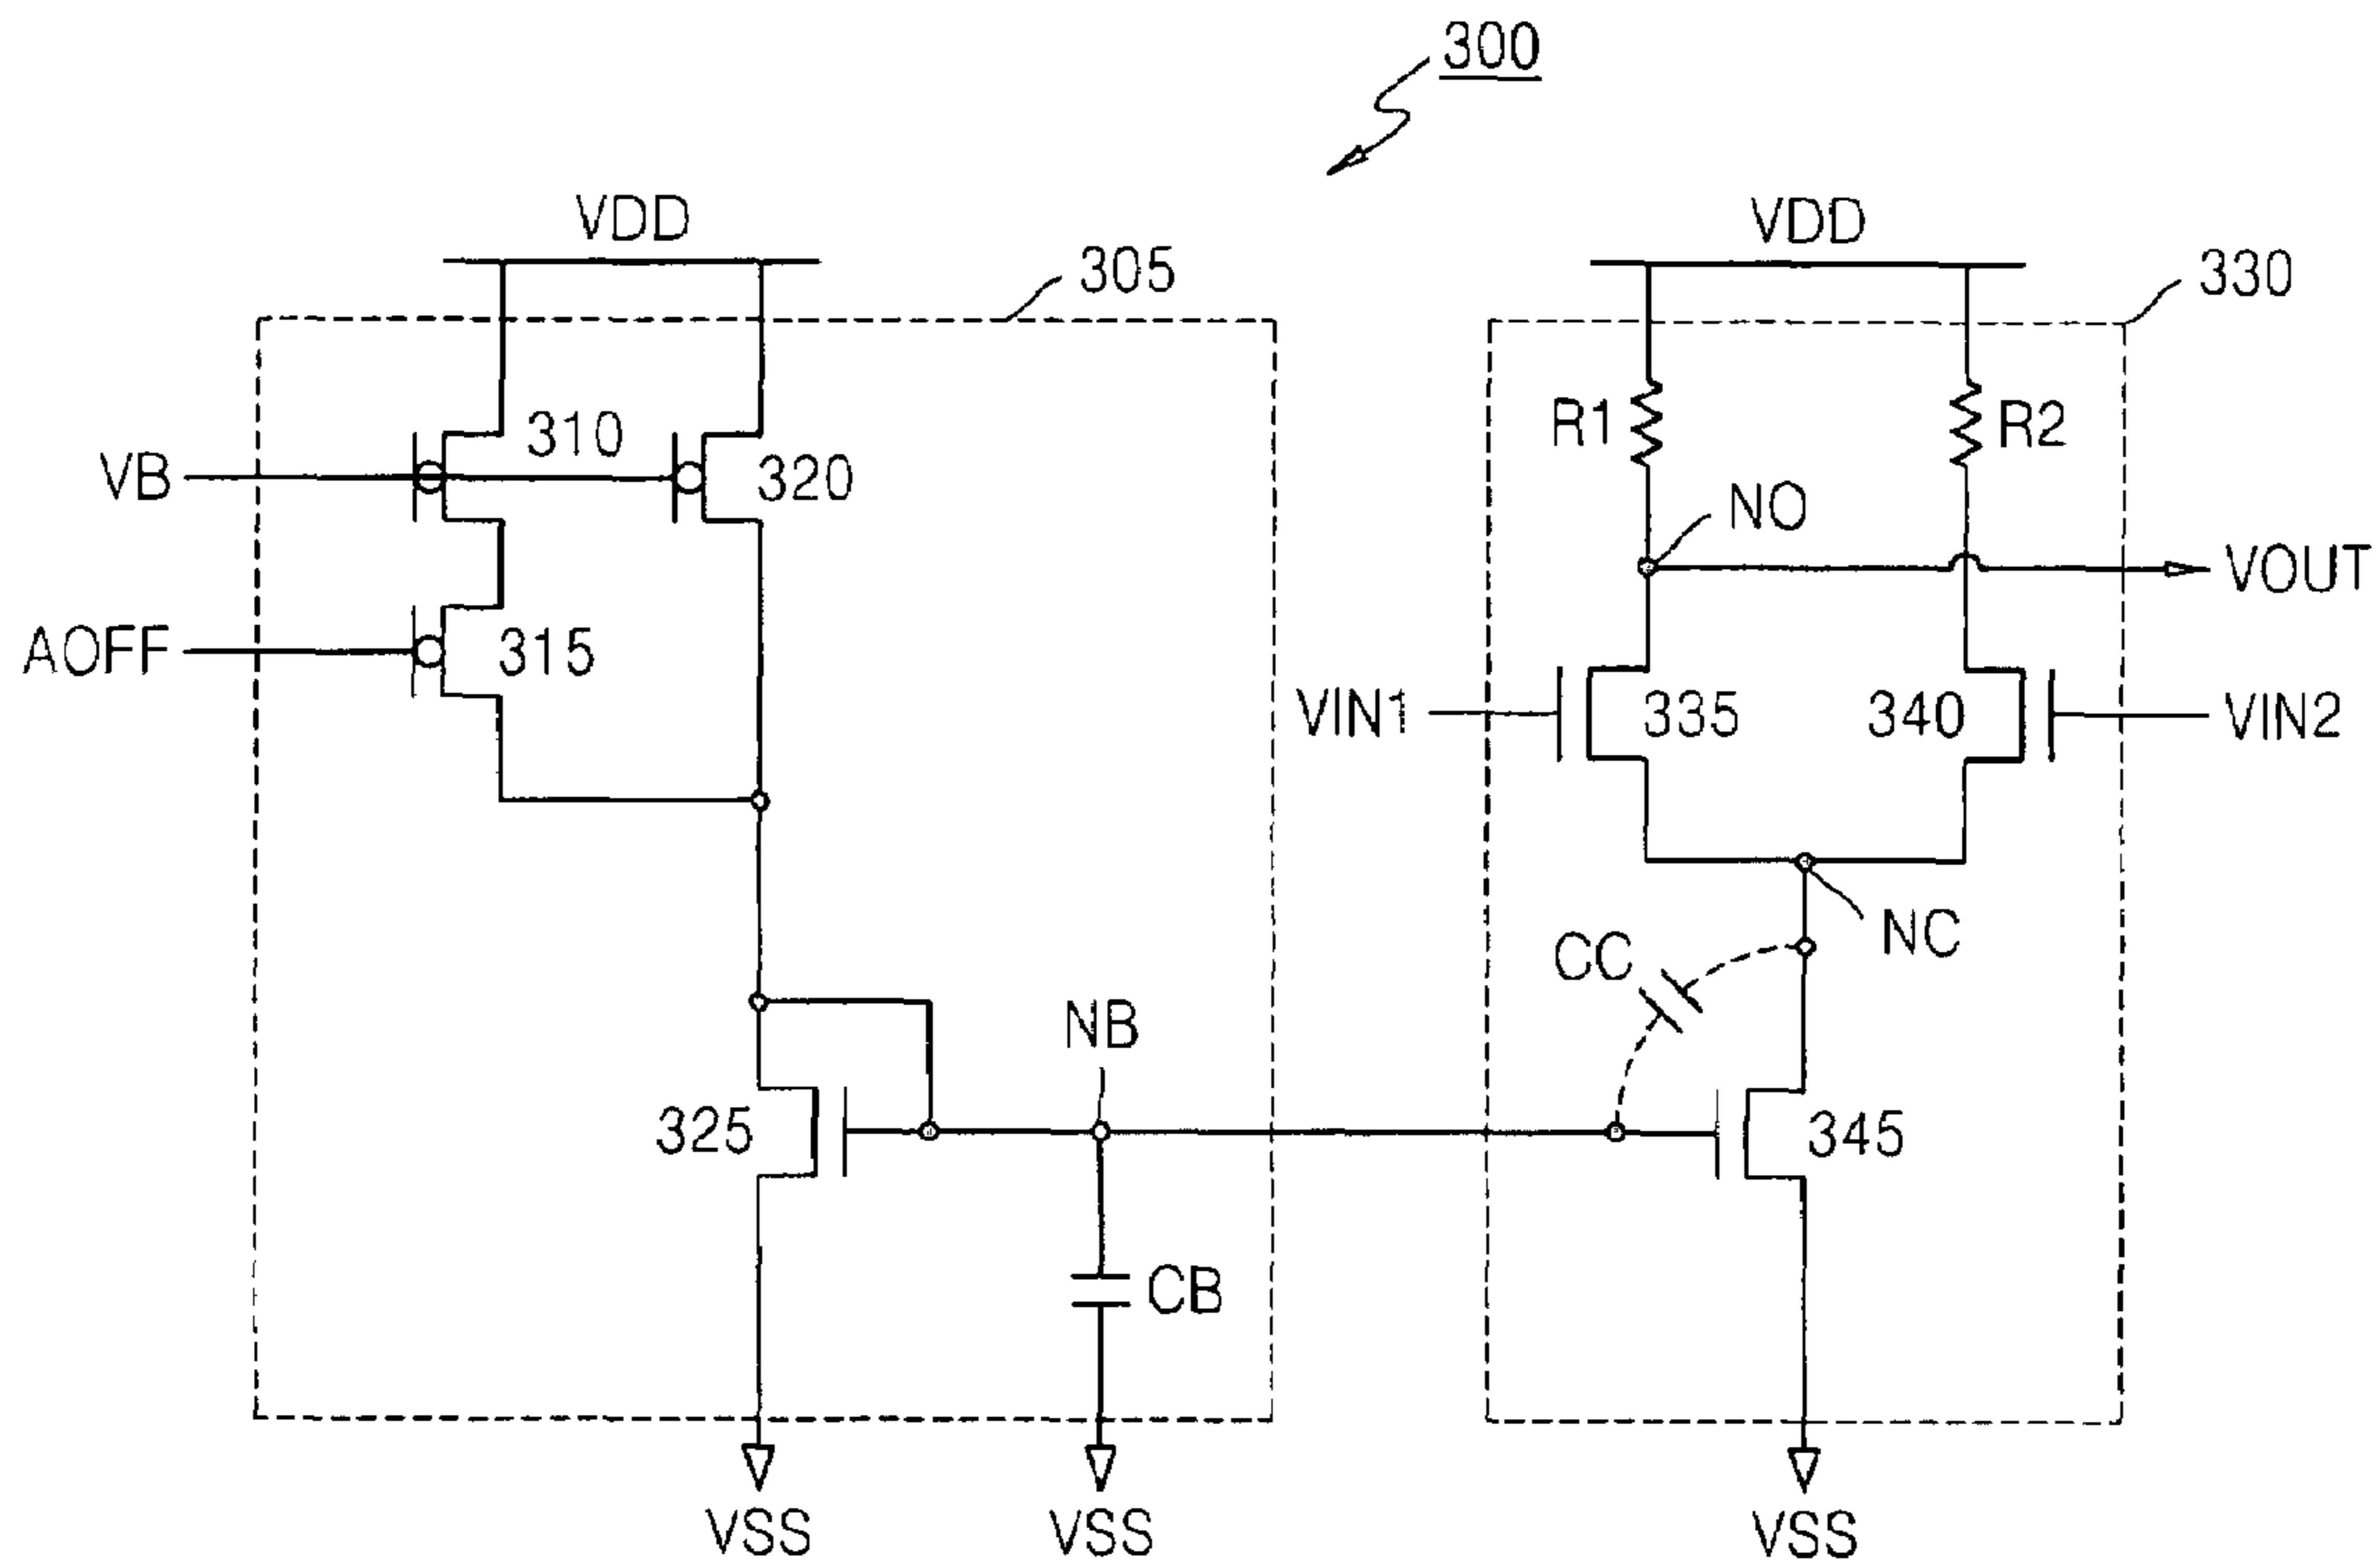 300
VDD
VDD
305
330
310
320
VB
R1
R2
NO
VOUT
AOFF
315
VIN1
335
340
VIN2
NC
CC
NB
325
345
CB
VSS
VSS
VSS